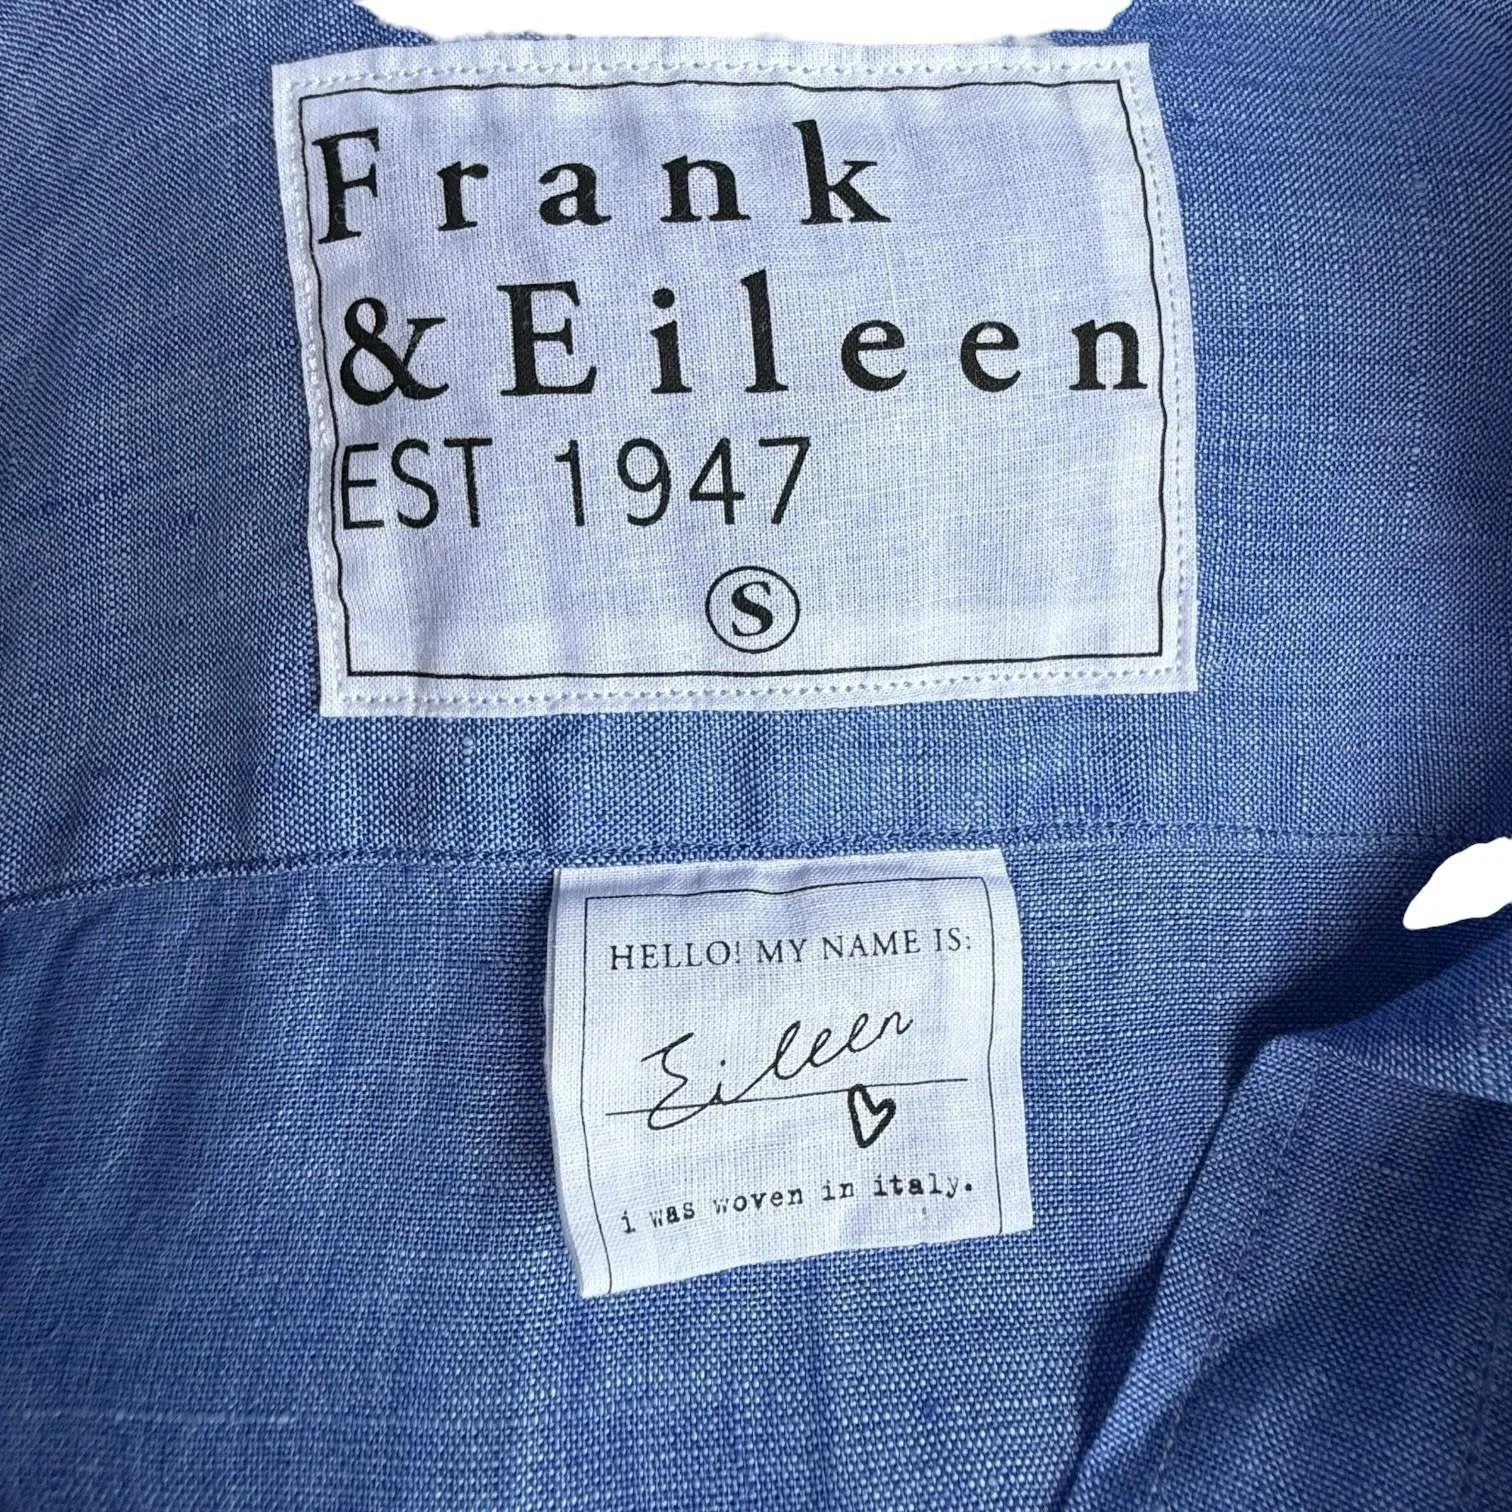 Frank
& Eileen
EST 1947
S
HELLO! MY NAME IS:
Eileen
i was woven in italy.